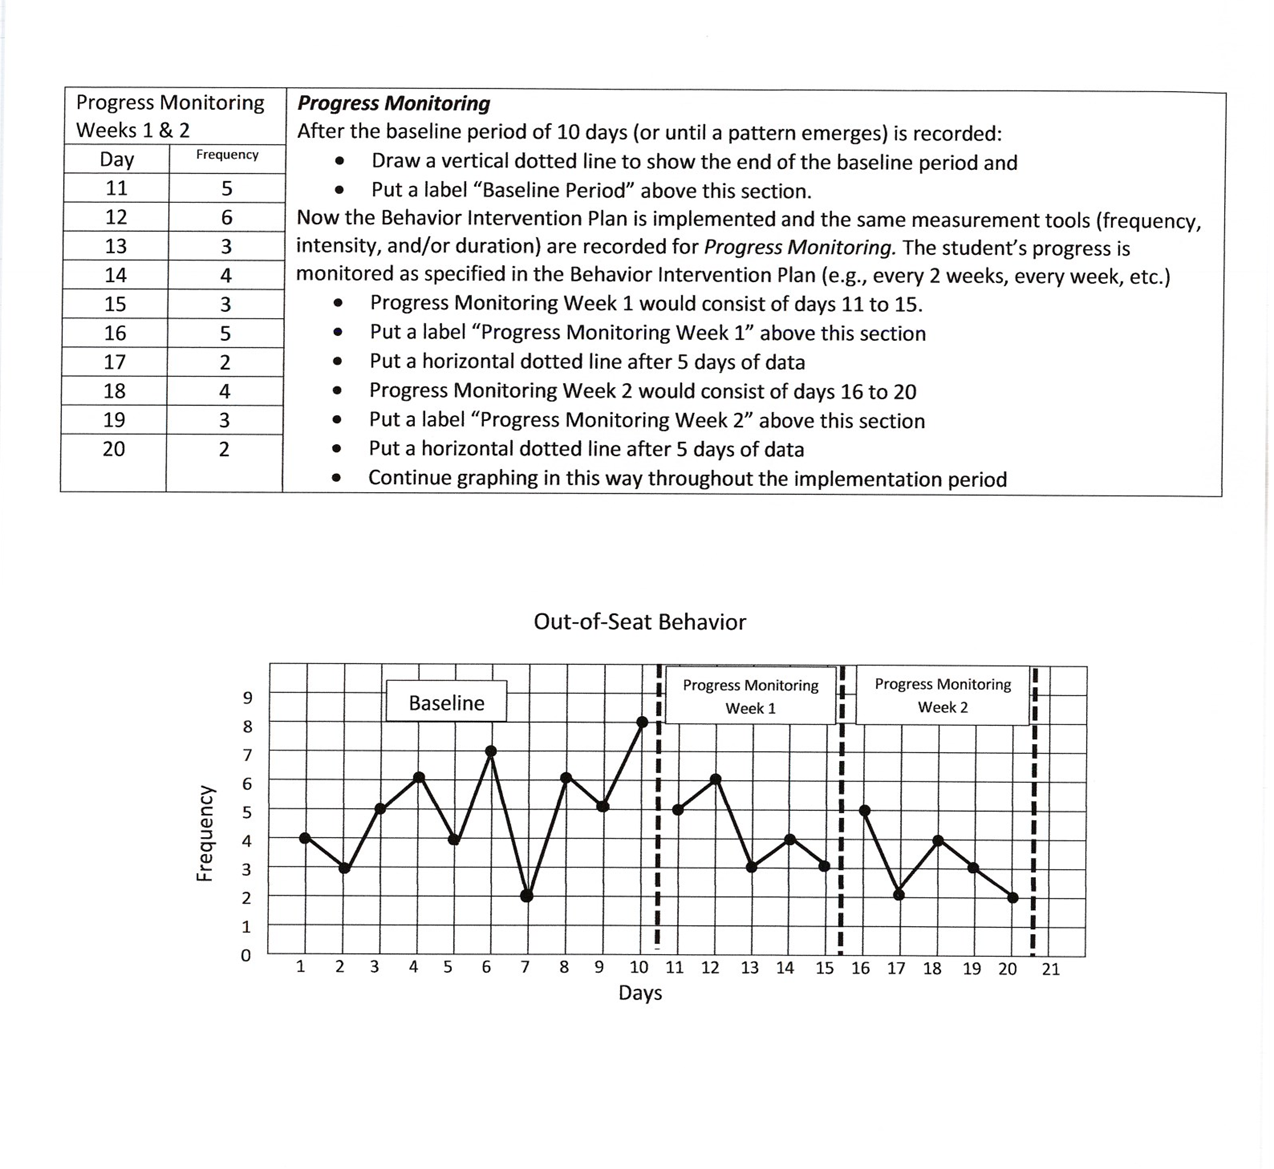 Progress Monitoring
Weeks 1 & 2
Day Frequency
11 5
12 6
13 3
14 4
15 3
16 5
17 2
18 4
19 3
20 2
Progress Monitoring
After the baseline period of 10 days (or until a pattern emerges) is recorded:
• Draw a vertical dotted line to show the end of the baseline period and
• Put a label “Baseline Period” above this section.
Now the Behavior Intervention Plan is implemented and the same measurement tools (frequency,
intensity, and/or duration) are recorded for Progress Monitoring. The student’s progress is
monitored as specified in the Behavior Intervention Plan (e.g., every 2 weeks, every week, etc.)
• Progress Monitoring Week 1 would consist of days 11 to 15.
• Put a label “Progress Monitoring Week 1” above this section
• Put a horizontal dotted line after 5 days of data
• Progress Monitoring Week 2 would consist of days 16 to 20
• Put a label “Progress Monitoring Week 2” above this section
• Put a horizontal dotted line after 5 days of data
• Continue graphing in this way throughout the implementation period
Out-of-Seat Behavior
Baseline
Progress Monitoring
Week 1
Progress Monitoring
Week 2
Frequency
9
8
7
6
5
4
3
2
1
0
1 2 3 4 5 6 7 8 9 10 11 12 13 14 15 16 17 18 19 20 21
Days